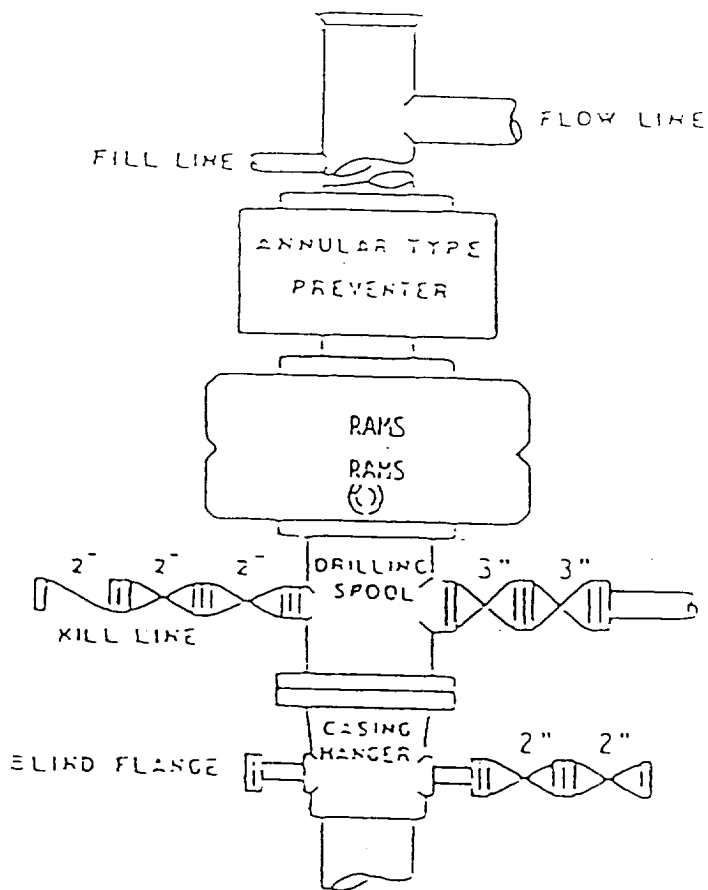 FLOW LINE
FILL LINE
ANNULAR TYPE
PREVENTER
RAMS
RAMS
2" 2" 2"
DRILLING
SPOOL
3" 3"
KILL LINE
CASING
HANGER
2" 2"
BLIND FLANGE